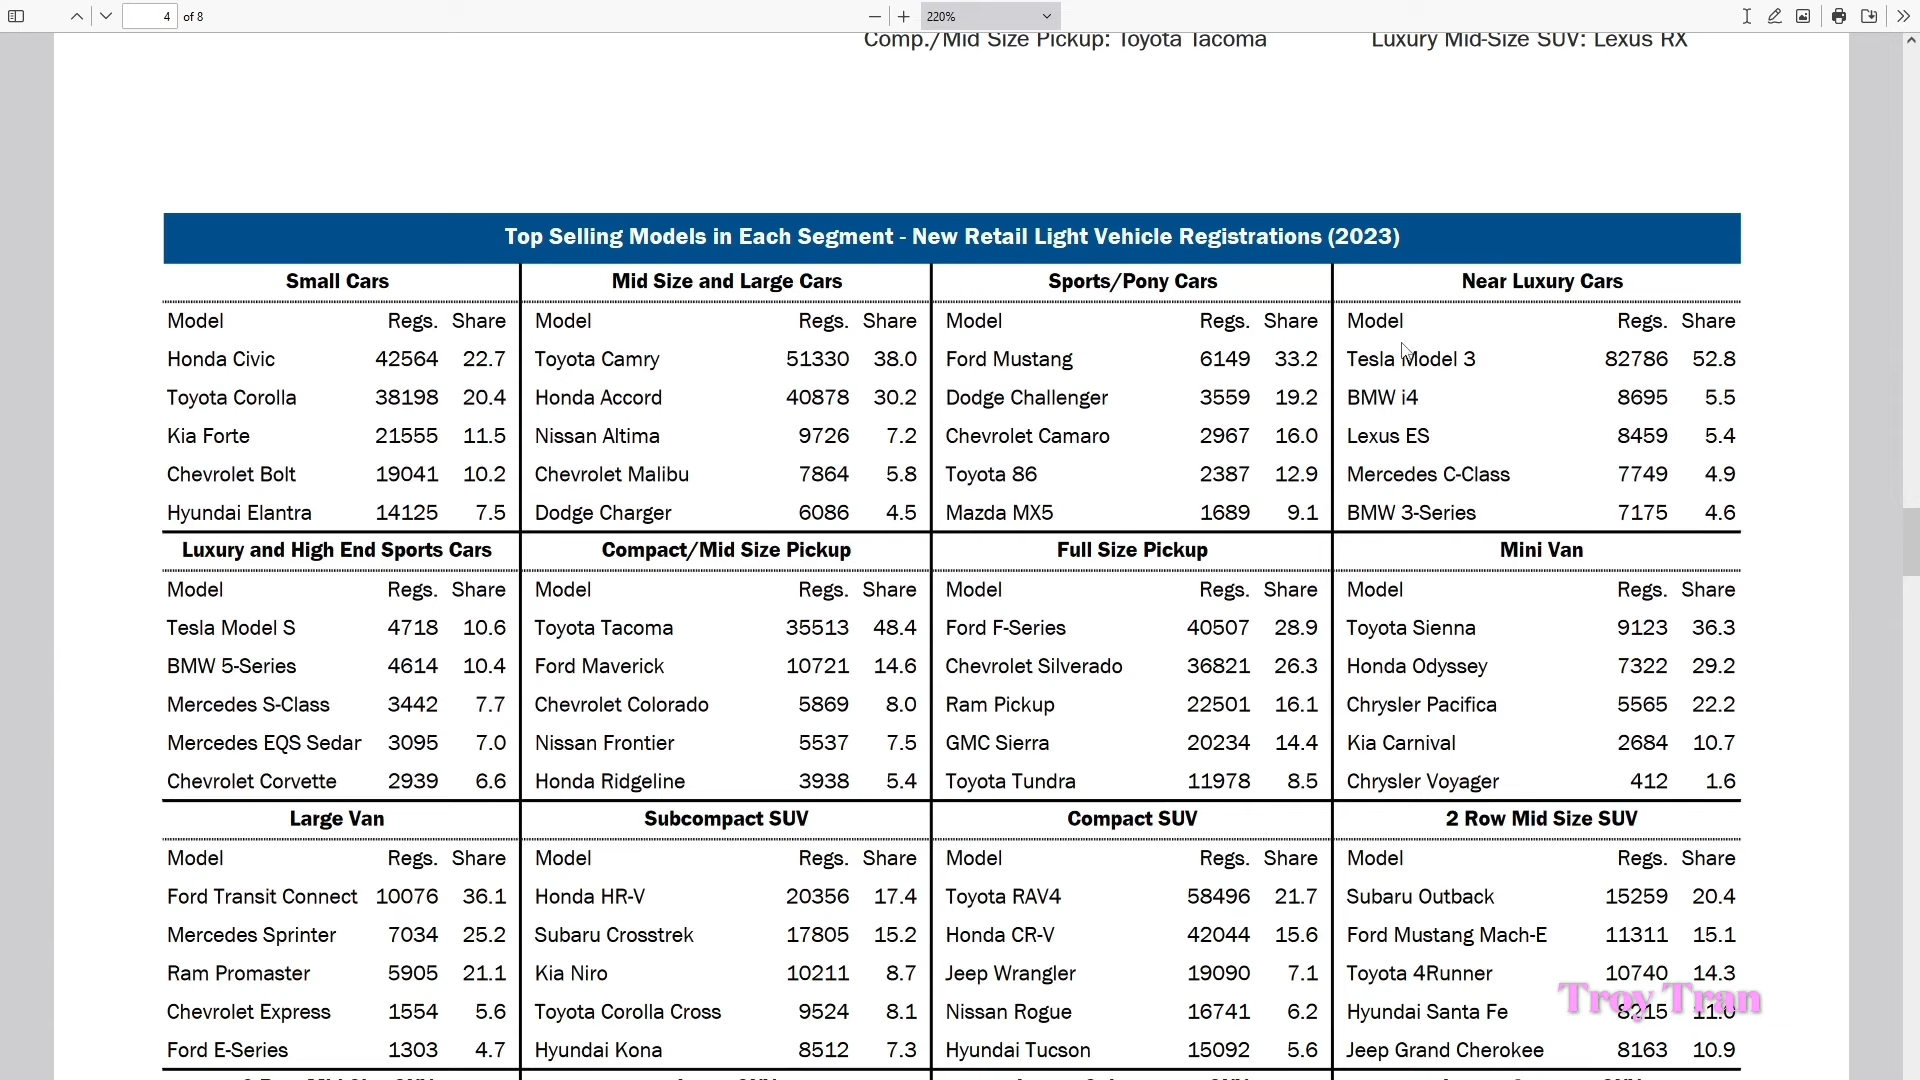 4 of 8 220%
Comp./Mid Size Pickup: Toyota Tacoma Luxury Mid-Size SUV: Lexus RX
Top Selling Models in Each Segment - New Retail Light Vehicle Registrations (2023)
Small Cars Mid Size and Large Cars Sports/Pony Cars Near Luxury Cars
Model Regs. Share Model Regs. Share Model Regs. Share Model Regs. Share
Honda Civic 42564 22.7 Toyota Camry 51330 38.0 Ford Mustang 6149 33.2 Tesla Model 3 82786 52.8
Toyota Corolla 38198 20.4 Honda Accord 40878 30.2 Dodge Challenger 3559 19.2 BMW i4 8695 5.5
Kia Forte 21555 11.5 Nissan Altima 9726 7.2 Chevrolet Camaro 2967 16.0 Lexus ES 8459 5.4
Chevrolet Bolt 19041 10.2 Chevrolet Malibu 7864 5.8 Toyota 86 2387 12.9 Mercedes C-Class 7749 4.9
Hyundai Elantra 14125 7.5 Dodge Charger 6086 4.5 Mazda MX5 1689 9.1 BMW 3-Series 7175 4.6
Luxury and High End Sports Cars Compact/Mid Size Pickup Full Size Pickup Mini Van
Model Regs. Share Model Regs. Share Model Regs. Share Model Regs. Share
Tesla Model S 4718 10.6 Toyota Tacoma 35513 48.4 Ford F-Series 40507 28.9 Toyota Sienna 9123 36.3
BMW 5-Series 4614 10.4 Ford Maverick 10721 14.6 Chevrolet Silverado 36821 26.3 Honda Odyssey 7322 29.2
Mercedes S-Class 3442 7.7 Chevrolet Colorado 5869 8.0 Ram Pickup 22501 16.1 Chrysler Pacifica 5565 22.2
Mercedes EQS Sedar 3095 7.0 Nissan Frontier 5537 7.5 GMC Sierra 20234 14.4 Kia Carnival 2684 10.7
Chevrolet Corvette 2939 6.6 Honda Ridgeline 3938 5.4 Toyota Tundra 11978 8.5 Chrysler Voyager 412 1.6
Large Van Subcompact SUV Compact SUV 2 Row Mid Size SUV
Model Regs. Share Model Regs. Share Model Regs. Share Model Regs. Share
Ford Transit Connect 10076 36.1 Honda HR-V 20356 17.4 Toyota RAV4 58496 21.7 Subaru Outback 15259 20.4
Mercedes Sprinter 7034 25.2 Subaru Crosstrek 17805 15.2 Honda CR-V 42044 15.6 Ford Mustang Mach-E 11311 15.1
Ram Promaster 5905 21.1 Kia Niro 10211 8.7 Jeep Wrangler 19090 7.1 Toyota 4Runner 10740 14.3
Troy Tran
Chevrolet Express 1554 5.6 Toyota Corolla Cross 9524 8.1 Nissan Rogue 16741 6.2 Hyundai Santa Fe 8215 11.0
Ford E-Series 1303 4.7 Hyundai Kona 8512 7.3 Hyundai Tucson 15092 5.6 Jeep Grand Cherokee 8163 10.9